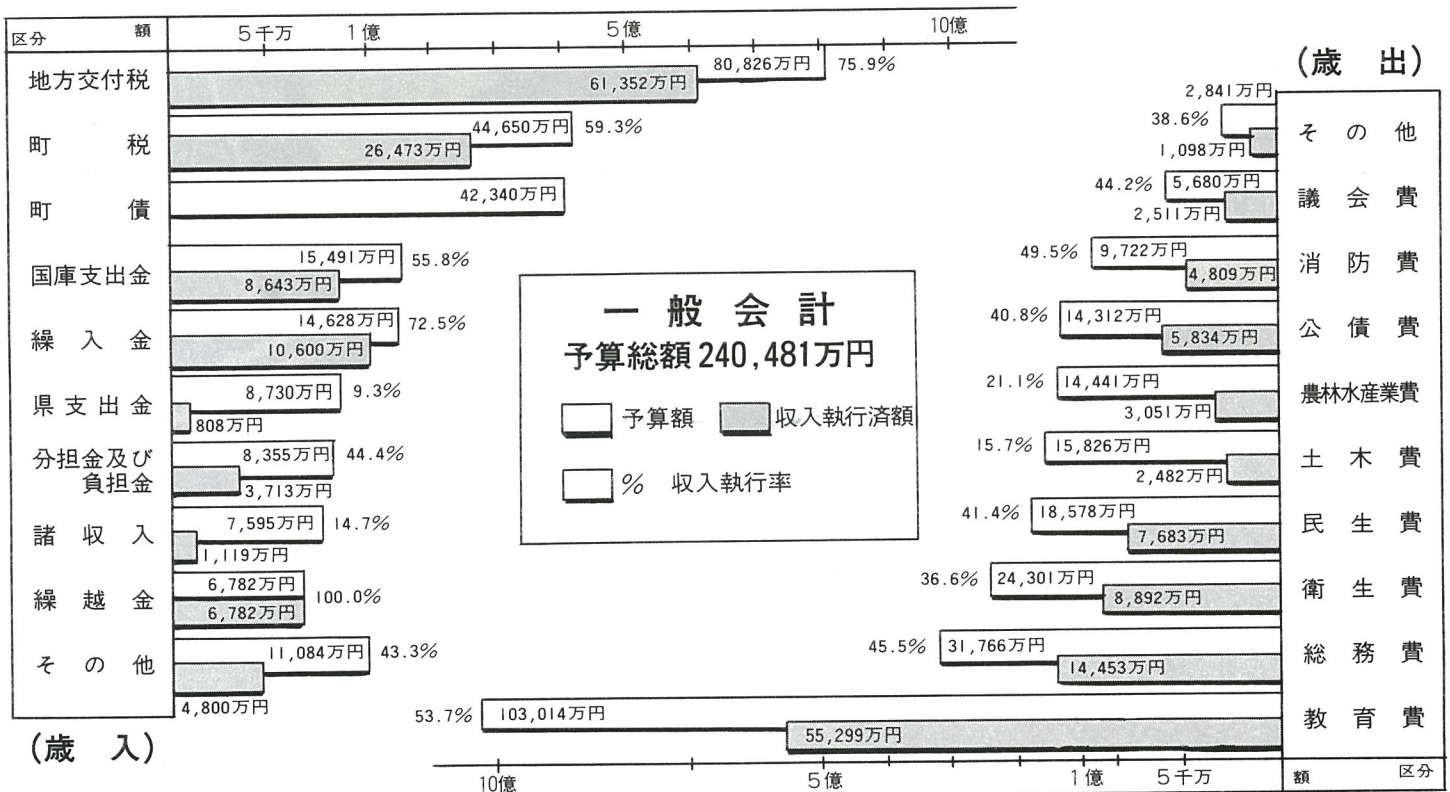 区分 額 5千万 1億 5億 10億
地方交付税 80,826万円 75.9%
61,352万円
町税 44,650万円 59.3%
26,473万円
町債 42,340万円
国庫支出金 15,491万円 55.8%
8,643万円
繰入金 14,628万円 72.5%
10,600万円
県支出金 8,730万円 9.3%
808万円
分担金及び 8,355万円 44.4%
負担金 3,713万円
諸収入 7,595万円 14.7%
1,119万円
繰越金 6,782万円 100.0%
6,782万円
その他 11,084万円 43.3%
4,800万円
(歳入)
一般会計
予算総額 240,481万円
予算額 収入執行済額
% 収入執行率
(歳出)
2,841万円
38.6% その他
1,098万円
44.2% 5,680万円 議会費
2,511万円
49.5% 9,722万円 消防費
4,809万円
40.8% 14,312万円 公債費
5,834万円
21.1% 14,441万円 農林水産業費
3,051万円
15.7% 15,826万円 土木費
2,482万円
41.4% 18,578万円 民生費
7,683万円
36.6% 24,301万円 衛生費
8,892万円
45.5% 31,766万円 総務費
14,453万円
53.7% 103,014万円 教育費
55,299万円
10億 5億 1億 5千万 額 区分